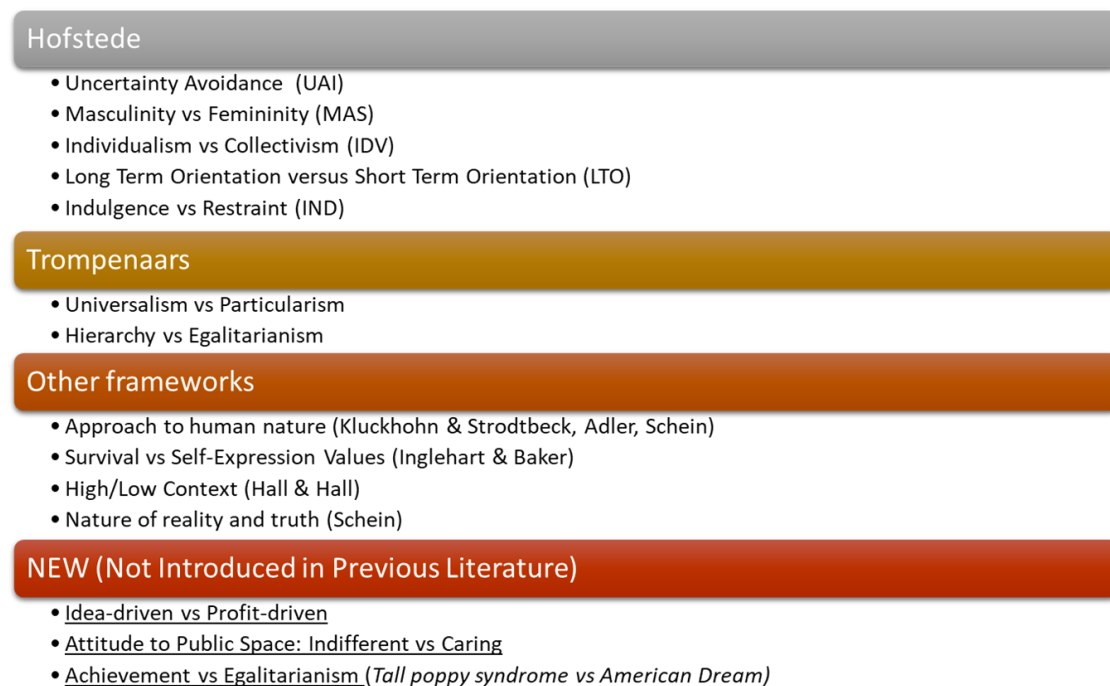 Hofstede
• Uncertainty Avoidance (UAI)
• Masculinity vs Femininity (MAS)
• Individualism vs Collectivism (IDV)
• Long Term Orientation versus Short Term Orientation (LTO)
• Indulgence vs Restraint (IND)
Trompenaars
• Universalism vs Particularism
• Hierarchy vs Egalitarianism
Other frameworks
• Approach to human nature (Kluckhohn & Strodtbeck, Adler, Schein)
• Survival vs Self-Expression Values (Inglehart & Baker)
• High/Low Context (Hall & Hall)
• Nature of reality and truth (Schein)
NEW (Not Introduced in Previous Literature)
• Idea-driven vs Profit-driven
• Attitude to Public Space: Indifferent vs Caring
• Achievement vs Egalitarianism (Tall poppy syndrome vs American Dream)